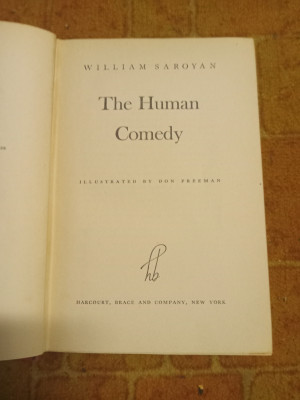 WILLIAM SAROYAN
The Human
Comedy
ILLUSTRATED BY DON FREEMAN
hb
HARCOURT, BRACE AND COMPANY, NEW YORK